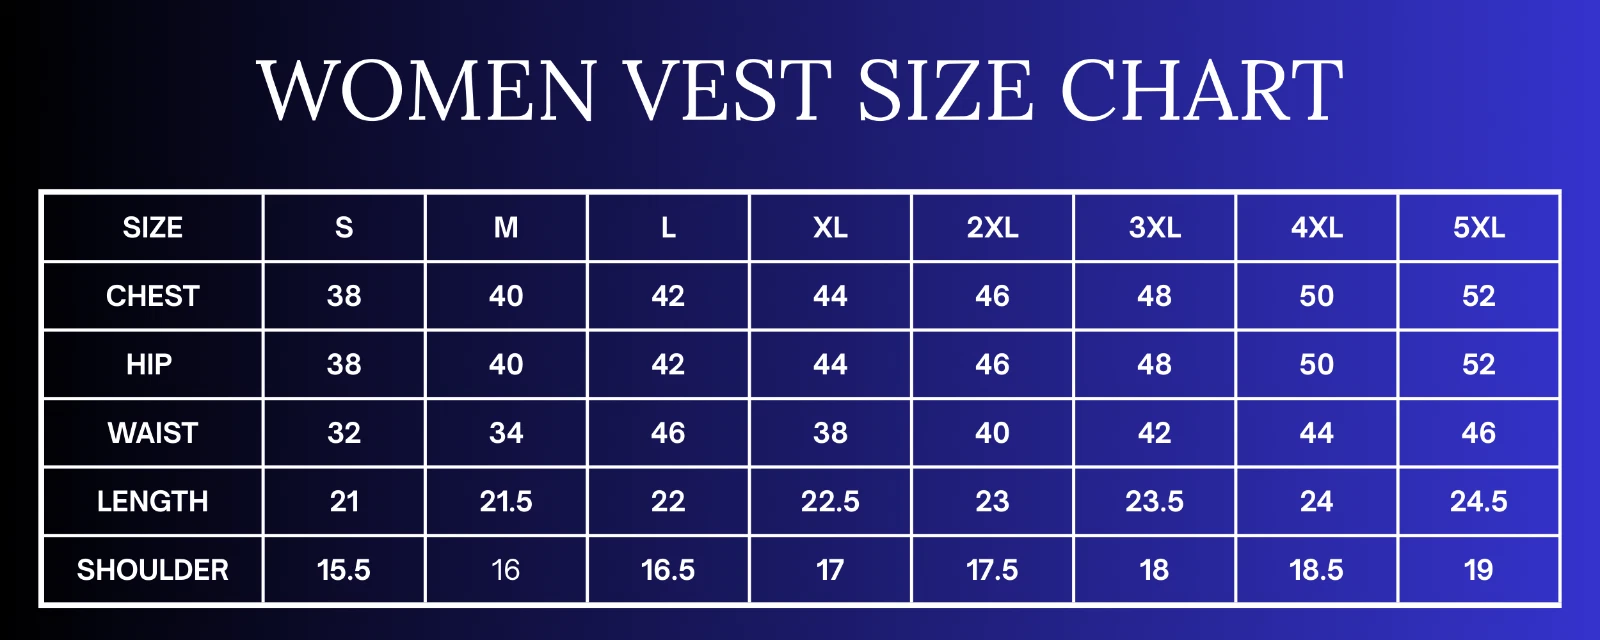 WOMEN VEST SIZE CHART
SIZE S M L XL 2XL 3XL 4XL 5XL
CHEST 38 40 42 44 46 48 50 52
HIP 38 40 42 44 46 48 50 52
WAIST 32 34 46 38 40 42 44 46
LENGTH 21 21.5 22 22.5 23 23.5 24 24.5
SHOULDER 15.5 16 16.5 17 17.5 18 18.5 19